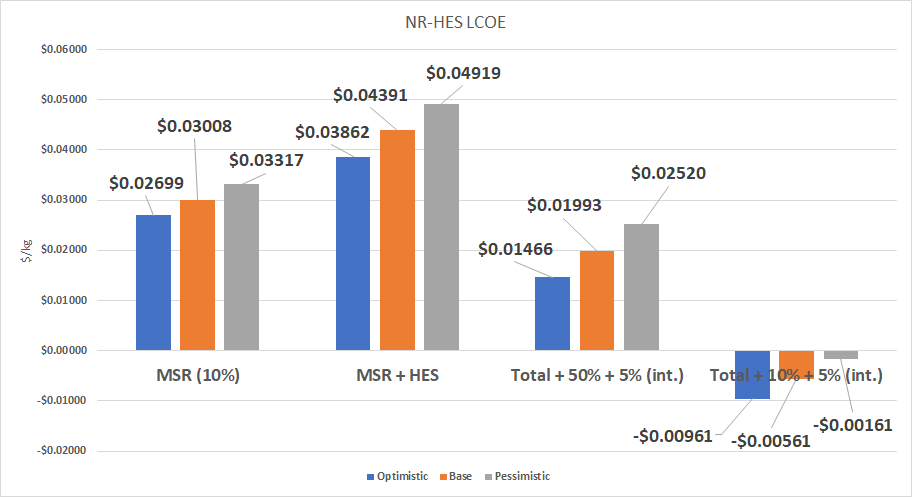 NR-HES LCOE
$0.06000
$0.05000
$0.04000
$0.03000
$0.02000
$0.01000
$0.00000
-$0.01000
-$0.02000
$/kg
$0.02699
$0.03008
$0.03317
$0.03862
$0.04391
$0.04919
$0.01466
$0.01993
$0.02520
-$0.00961
-$0.00561
-$0.00161
MSR (10%)
MSR + HES
Total + 50% + 5% (int.)
Total + 10% + 5% (int.)
Optimistic
Base
Pessimistic